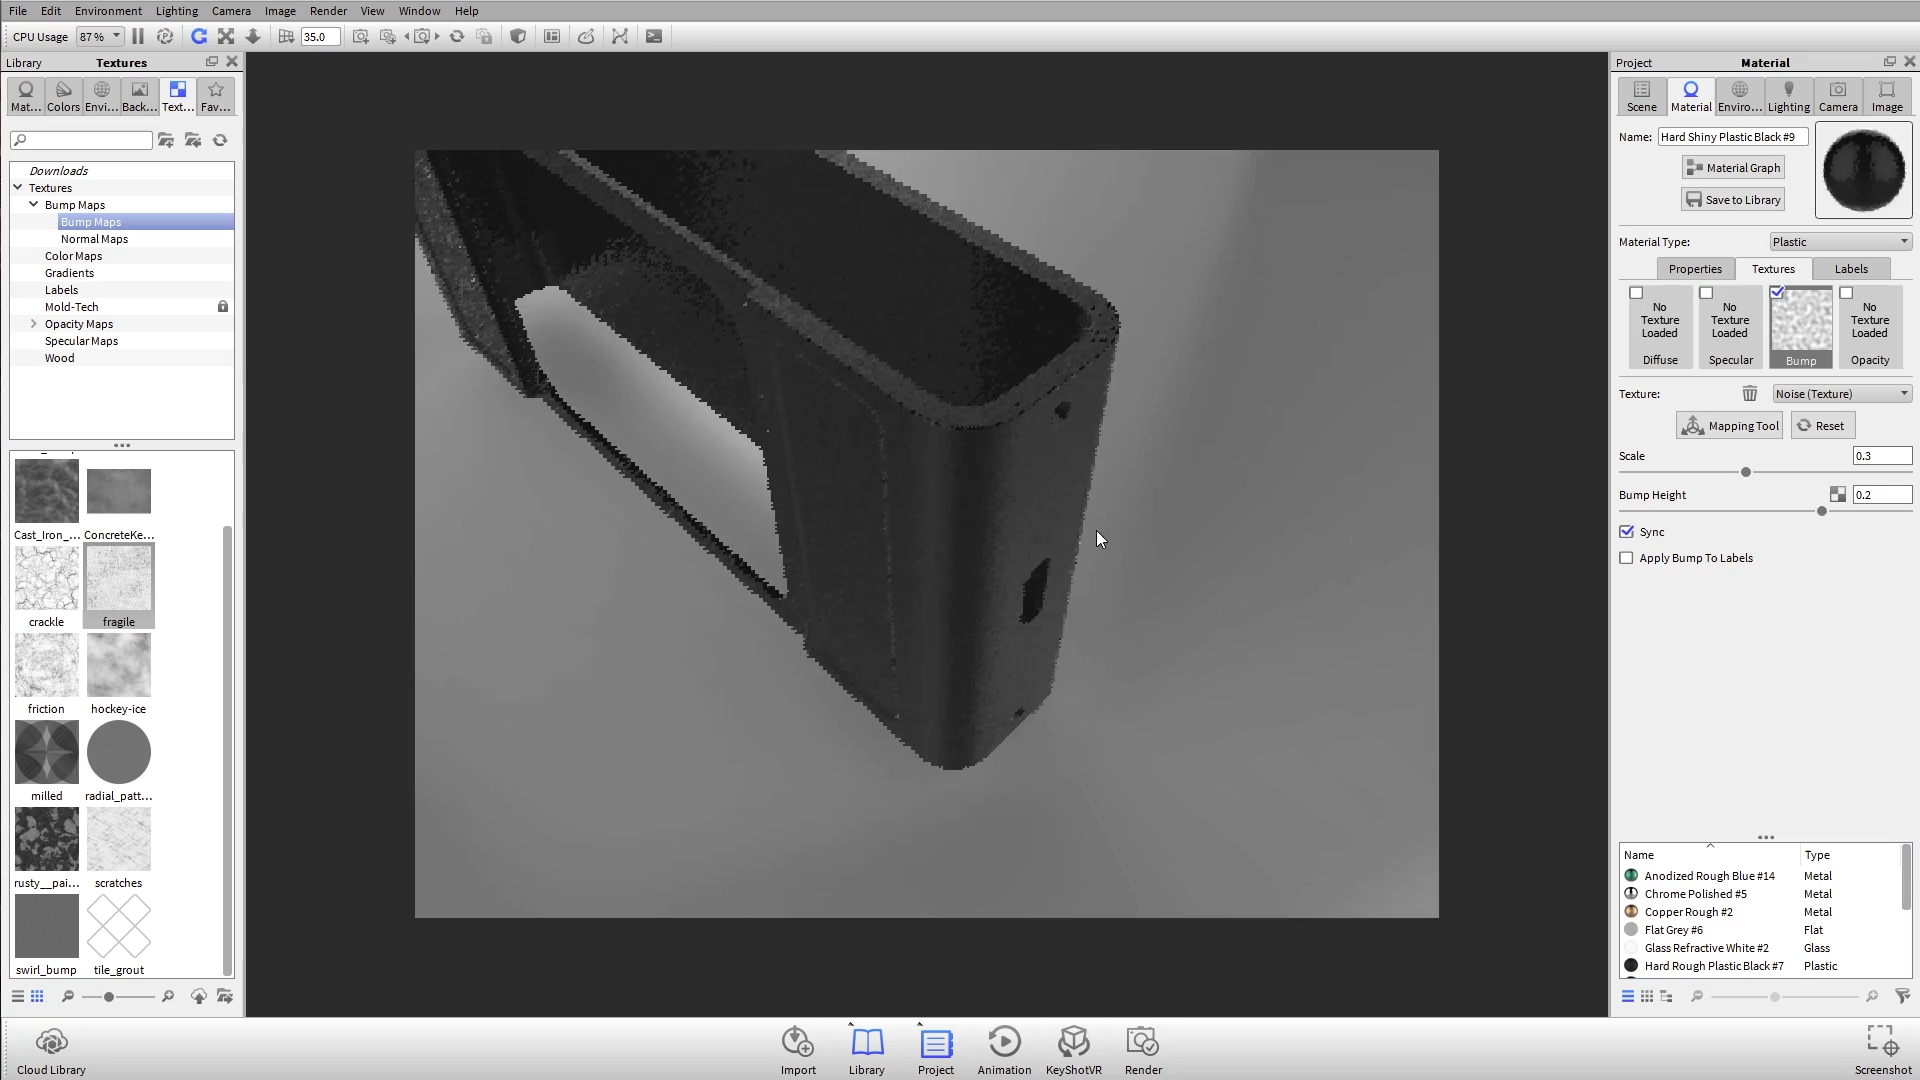 File Edit Environment Lighting Camera Image Render View Window Help
CPU Usage 87 % 35.0
Library Textures
Mat... Colors Envi... Back... Text... Fav...
Downloads
Textures
Bump Maps
Bump Maps
Normal Maps
Color Maps
Gradients
Labels
Mold-Tech
Opacity Maps
Specular Maps
Wood
Cast_Iron_... ConcreteKe...
crackle fragile
friction hockey-ice
milled radial_patt...
rusty__pai... scratches
swirl_bump tile_grout
Cloud Library
Project Material
Scene Material Enviro... Lighting Camera Image
Name: Hard Shiny Plastic Black #9
Material Graph
Save to Library
Material Type: Plastic
Properties Textures Labels
No Texture Loaded No Texture Loaded No Texture Loaded
Diffuse Specular Bump Opacity
Texture: Noise (Texture)
Mapping Tool Reset
Scale 0.3
Bump Height 0.2
Sync
Apply Bump To Labels
Name Type
Anodized Rough Blue #14 Metal
Chrome Polished #5 Metal
Copper Rough #2 Metal
Flat Grey #6 Flat
Glass Refractive White #2 Glass
Hard Rough Plastic Black #7 Plastic
Import Library Project Animation KeyShotVR Render
Screenshot